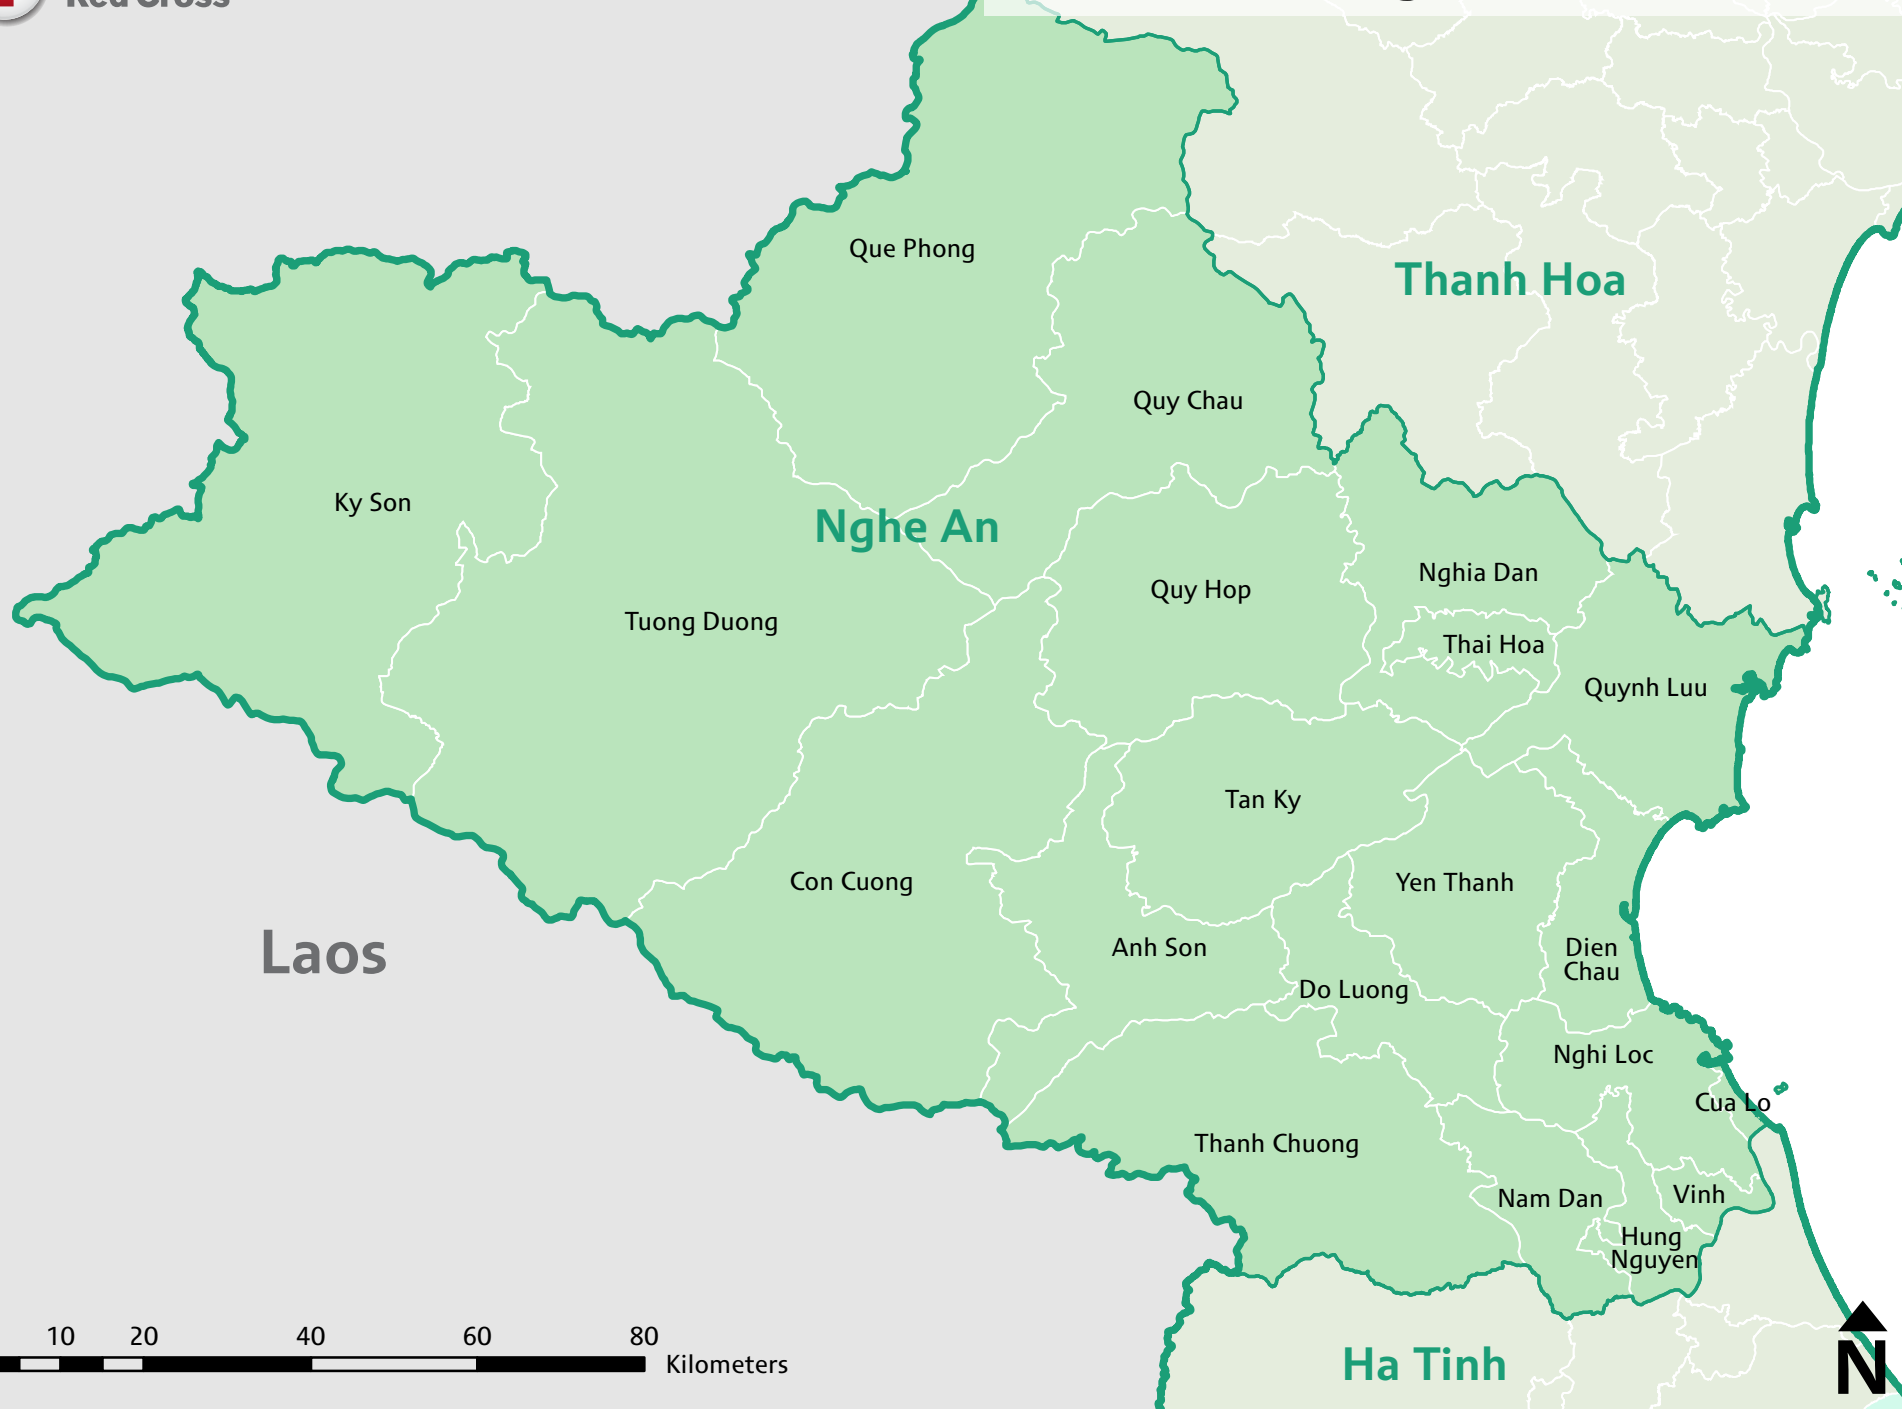 Red Cross
Que Phong
Thanh Hoa
Quy Chau
Ky Son
Nghe An
Nghia Dan
Quy Hop
Tuong Duong
Thai Hoa
Quynh Luu
Tan Ky
Con Cuong
Yen Thanh
Laos
Anh Son
Dien
Chau
Do Luong
Nghi Loc
Cua Lo
Thanh Chuong
Vinh
Nam Dan
Hung
Nguyen
10 20 40 60 80
Kilometers
Ha Tinh
N